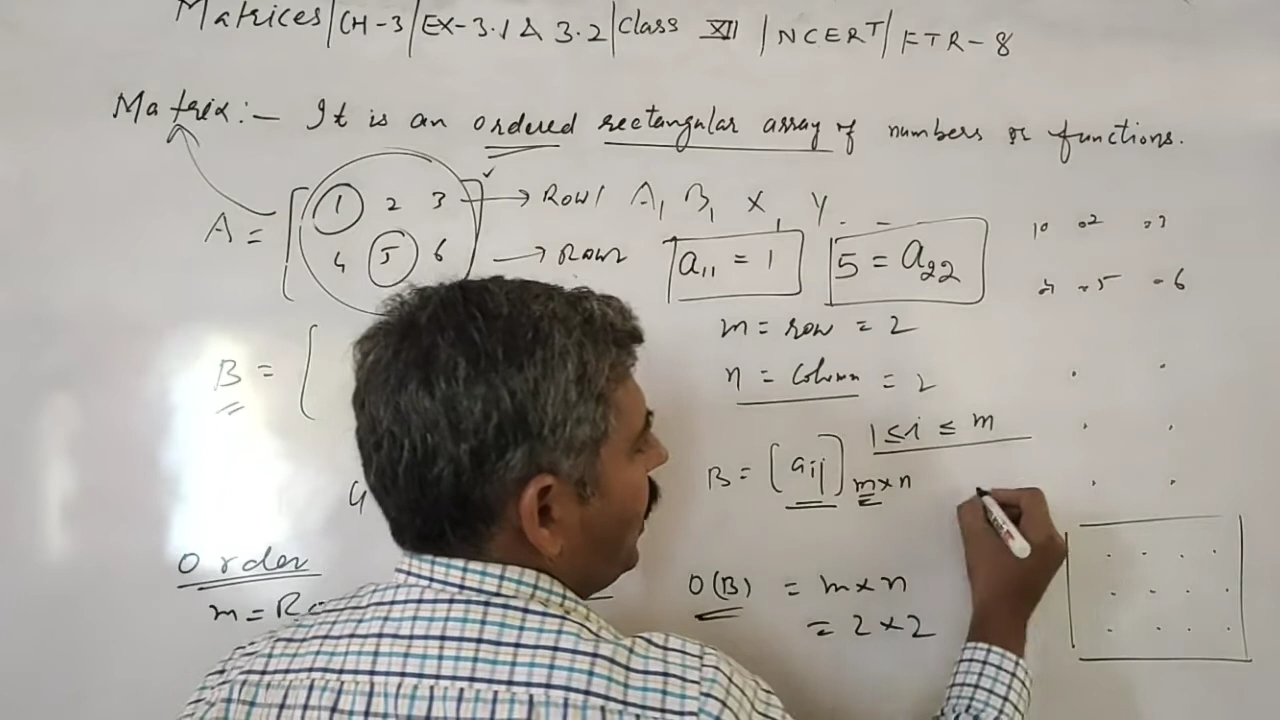 Matrices/CH-3/EX-3.1 & 3.2/Class XII /NCERT/FTR-8
Matrix:- It is an ordered rectangular array of numbers or functions.
A = [ 1 2 3 → Row1 A, B, X, Y - -
4 5 6 → Row2 a11 = 1 5 = a22
m = row = 2
B = [ n = Column = 2
1 ≤ i ≤ m
B = [aij] m×n
4
Order O(B) = m×n
m = Ro = 2×2